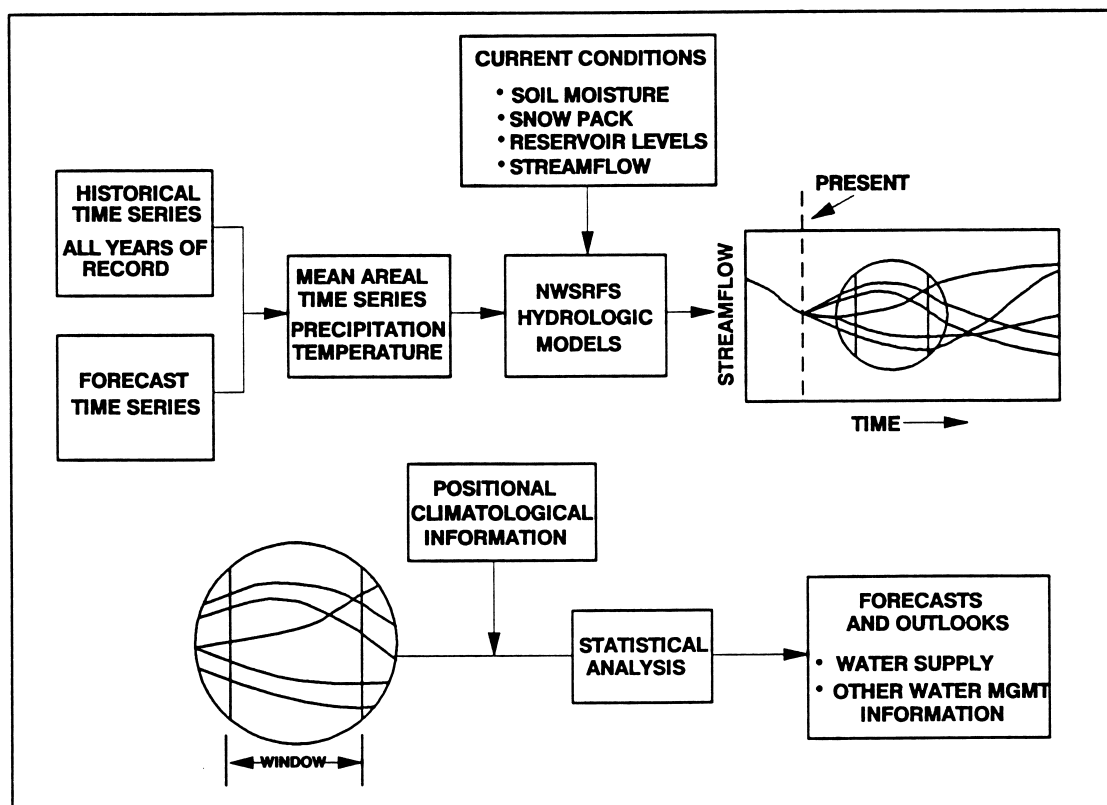 CURRENT CONDITIONS
• SOIL MOISTURE
• SNOW PACK
• RESERVOIR LEVELS
• STREAMFLOW
HISTORICAL
TIME SERIES
ALL YEARS OF
RECORD
FORECAST
TIME SERIES
MEAN AREAL
TIME SERIES
PRECIPITATION
TEMPERATURE
NWSRFS
HYDROLOGIC
MODELS
PRESENT
STREAMFLOW
TIME
POSITIONAL
CLIMATOLOGICAL
INFORMATION
WINDOW
STATISTICAL
ANALYSIS
FORECASTS
AND OUTLOOKS
• WATER SUPPLY
• OTHER WATER MGMT
INFORMATION